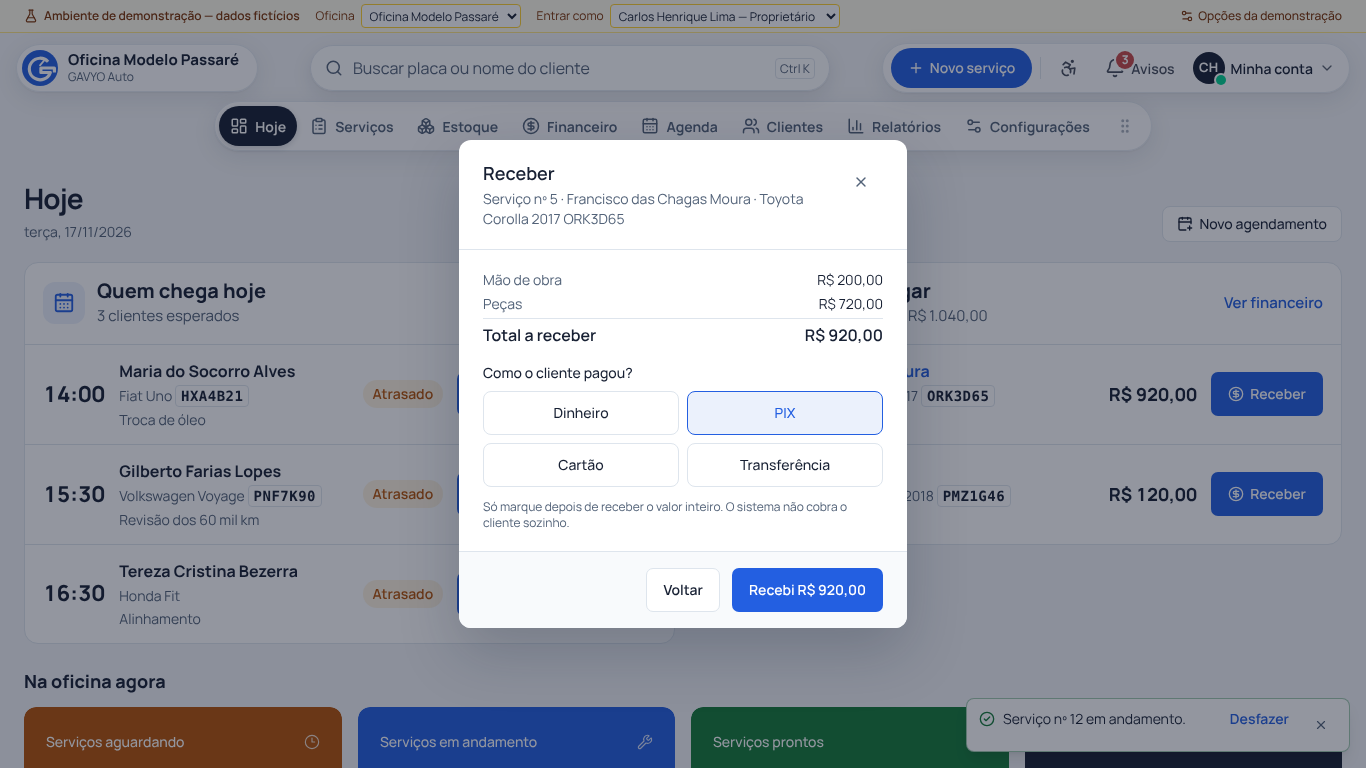 Ambiente de demonstração — dados fictícios
Oficina
Oficina Modelo Passaré
Entrar como
Carlos Henrique Lima — Proprietário
Opções da demonstração
Oficina Modelo Passaré
GAVYO Auto
Buscar placa ou nome do cliente
Ctrl K
Novo serviço
3
Avisos
CH
Minha conta
Hoje
Serviços
Estoque
Financeiro
Agenda
Clientes
Relatórios
Configurações
Hoje
terça, 17/11/2026
Novo agendamento
Quem chega hoje
3 clientes esperados
14:00
Maria do Socorro Alves
Fiat Uno HXA4B21
Troca de óleo
Atrasado
15:30
Gilberto Farias Lopes
Volkswagen Voyage PNF7K90
Revisão dos 60 mil km
Atrasado
16:30
Tereza Cristina Bezerra
Honda Fit
Alinhamento
Atrasado
Receber
Serviço nº 5 · Francisco das Chagas Moura · Toyota
Corolla 2017 ORK3D65
Mão de obra
R$ 200,00
Peças
R$ 720,00
Total a receber
R$ 920,00
Como o cliente pagou?
Dinheiro
PIX
Cartão
Transferência
Só marque depois de receber o valor inteiro. O sistema não cobra o
cliente sozinho.
Voltar
Recebi R$ 920,00
gar
R$ 1.040,00
Ver financeiro
ura
17 ORK3D65
R$ 920,00
Receber
2018 PMZ1G46
R$ 120,00
Receber
Na oficina agora
Serviços aguardando
Serviços em andamento
Serviços prontos
Serviço nº 12 em andamento.
Desfazer